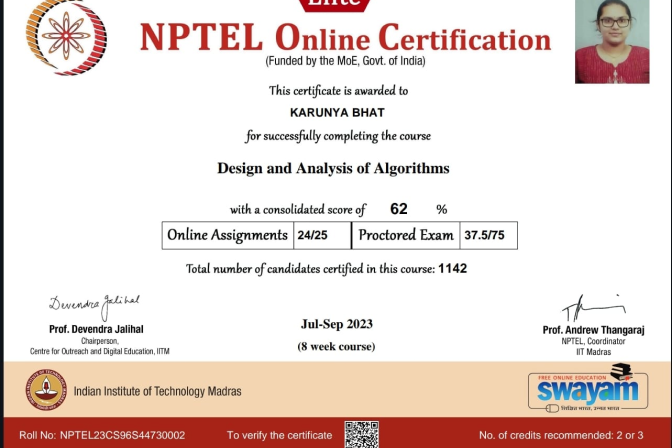 Elite
NPTEL Online Certification
(Funded by the MoE, Govt. of India)
This certificate is awarded to
KARUNYA BHAT
for successfully completing the course
Design and Analysis of Algorithms
with a consolidated score of 62 %
Online Assignments 24/25 Proctored Exam 37.5/75
Total number of candidates certified in this course: 1142
Devendra Jalihal
Prof. Devendra Jalihal
Chairperson,
Centre for Outreach and Digital Education, IITM
Jul-Sep 2023
(8 week course)
Prof. Andrew Thangaraj
NPTEL, Coordinator
IIT Madras
Indian Institute of Technology Madras
FREE ONLINE EDUCATION
swayam
शिक्षित भारत, उन्नत भारत
Roll No: NPTEL23CS96S44730002 To verify the certificate No. of credits recommended: 2 or 3